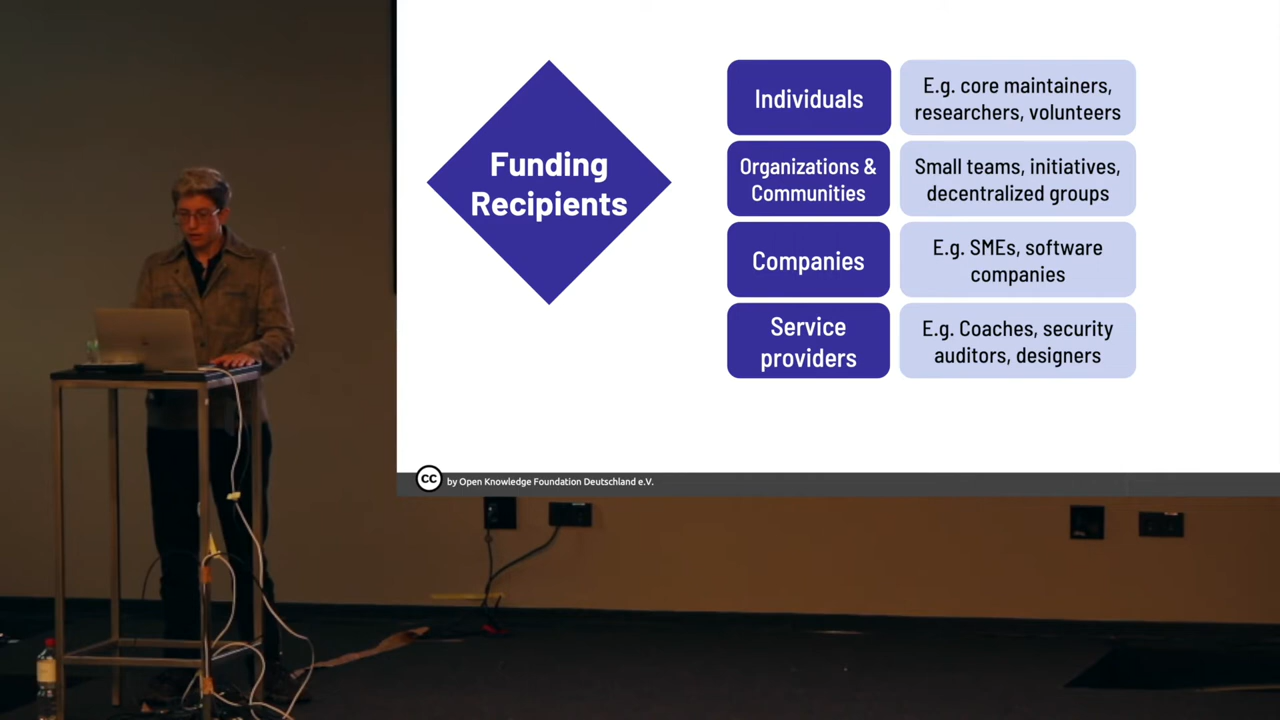 Funding
Recipients
Individuals
E.g. core maintainers,
researchers, volunteers
Organizations &
Communities
Small teams, initiatives,
decentralized groups
Companies
E.g. SMEs, software
companies
Service
providers
E.g. Coaches, security
auditors, designers
CC
by Open Knowledge Foundation Deutschland e.V.